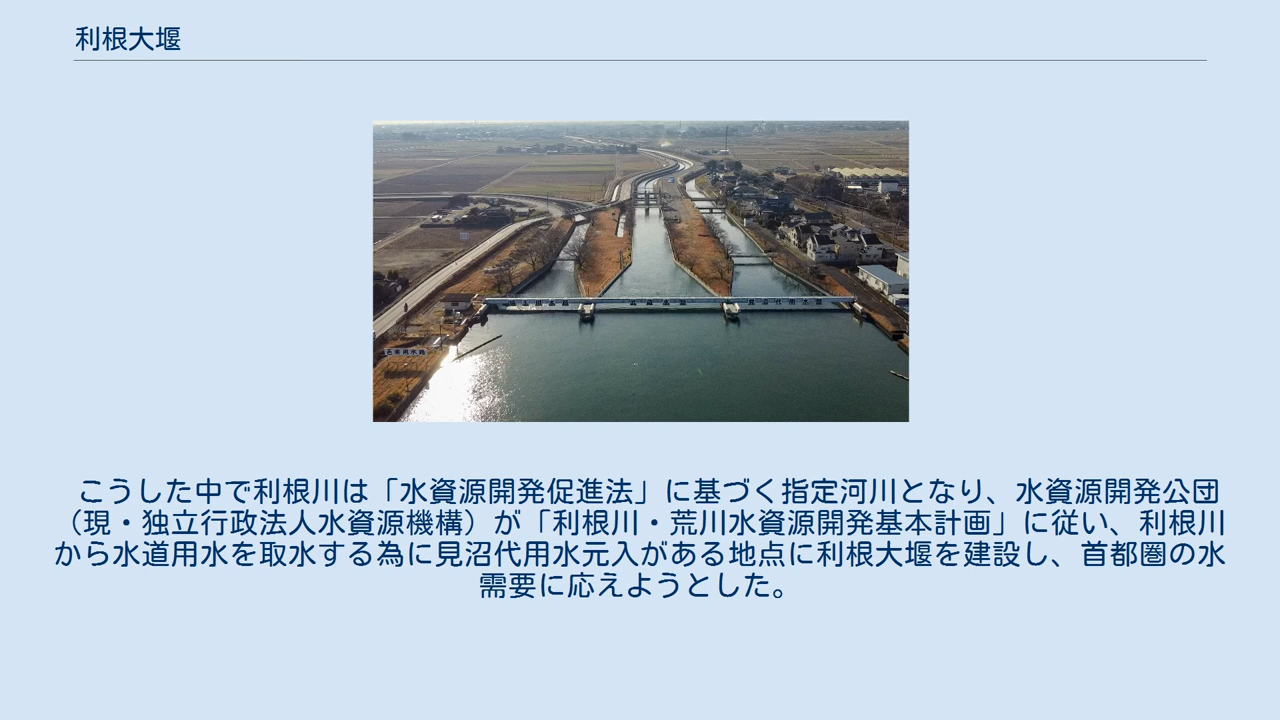 利根大堰
こうした中で利根川は「水資源開発促進法」に基づく指定河川となり、水資源開発公団
（現・独立行政法人水資源機構）が「利根川・荒川水資源開発基本計画」に従い、利根川
から水道用水を取水する為に見沼代用水元入がある地点に利根大堰を建設し、首都圏の水
需要に応えようとした。